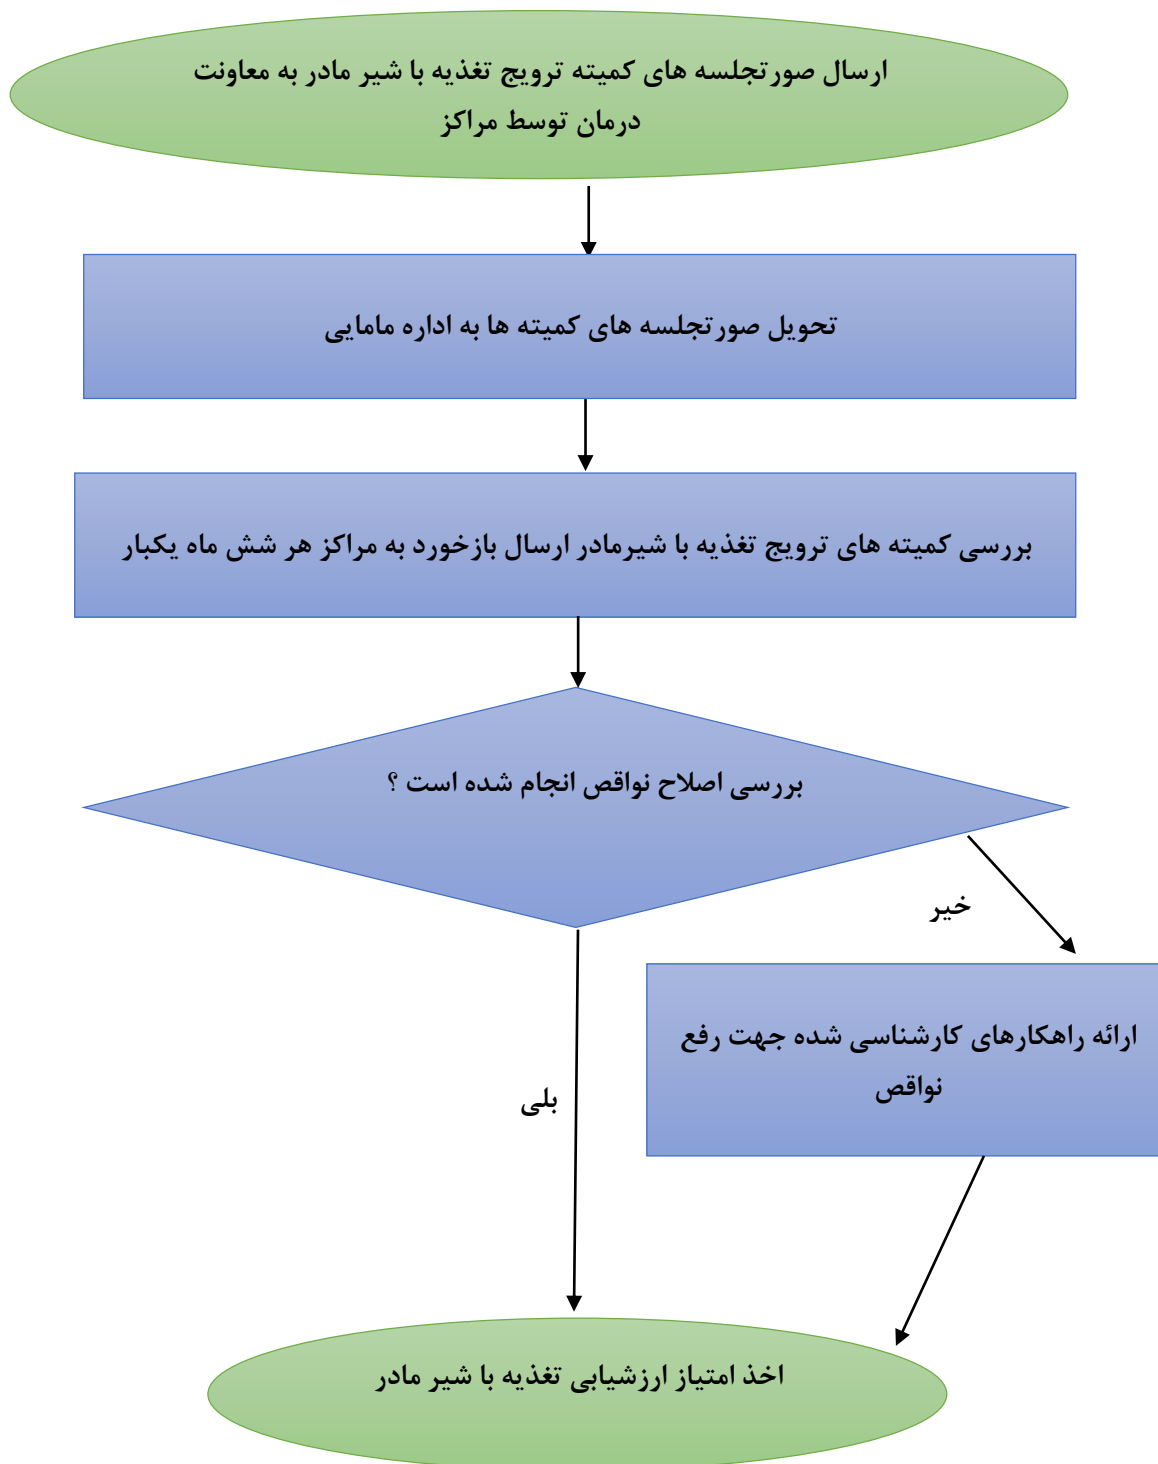 ارسال صورتجلسه های کمیته ترویج تغذیه با شیر مادر به معاونت
درمان توسط مراکز
تحویل صورتجلسه های کمیته ها به اداره مامایی
بررسی کمیته های ترویج تغذیه با شیرمادر ارسال بازخورد به مراکز هر شش ماه یکبار
بررسی اصلاح نواقص انجام شده است ؟
خیر
ارائه راهکارهای کارشناسی شده جهت رفع
نواقص
بلی
اخذ امتیاز ارزشیابی تغذیه با شیر مادر